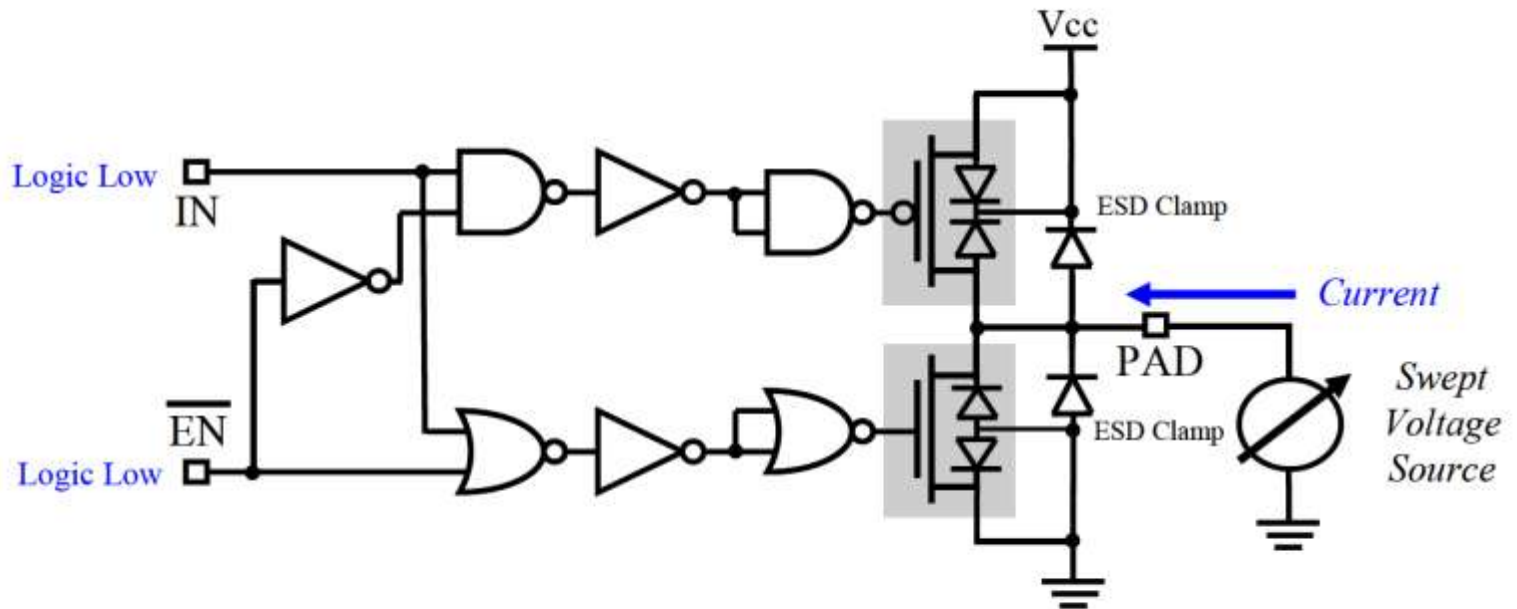 Vcc
Logic Low
IN
ESD Clamp
Current
PAD
EN
Logic Low
ESD Clamp
Swept
Voltage
Source